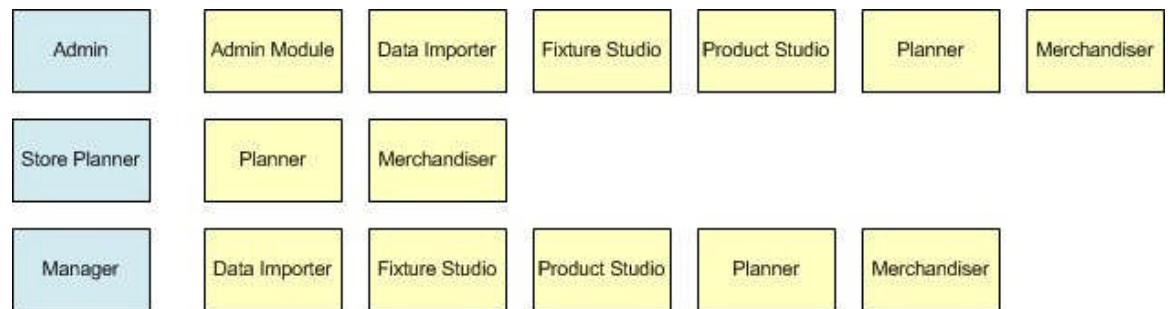 Admin
Admin Module
Data Importer
Fixture Studio
Product Studio
Planner
Merchandiser
Store Planner
Planner
Merchandiser
Manager
Data Importer
Fixture Studio
Product Studio
Planner
Merchandiser